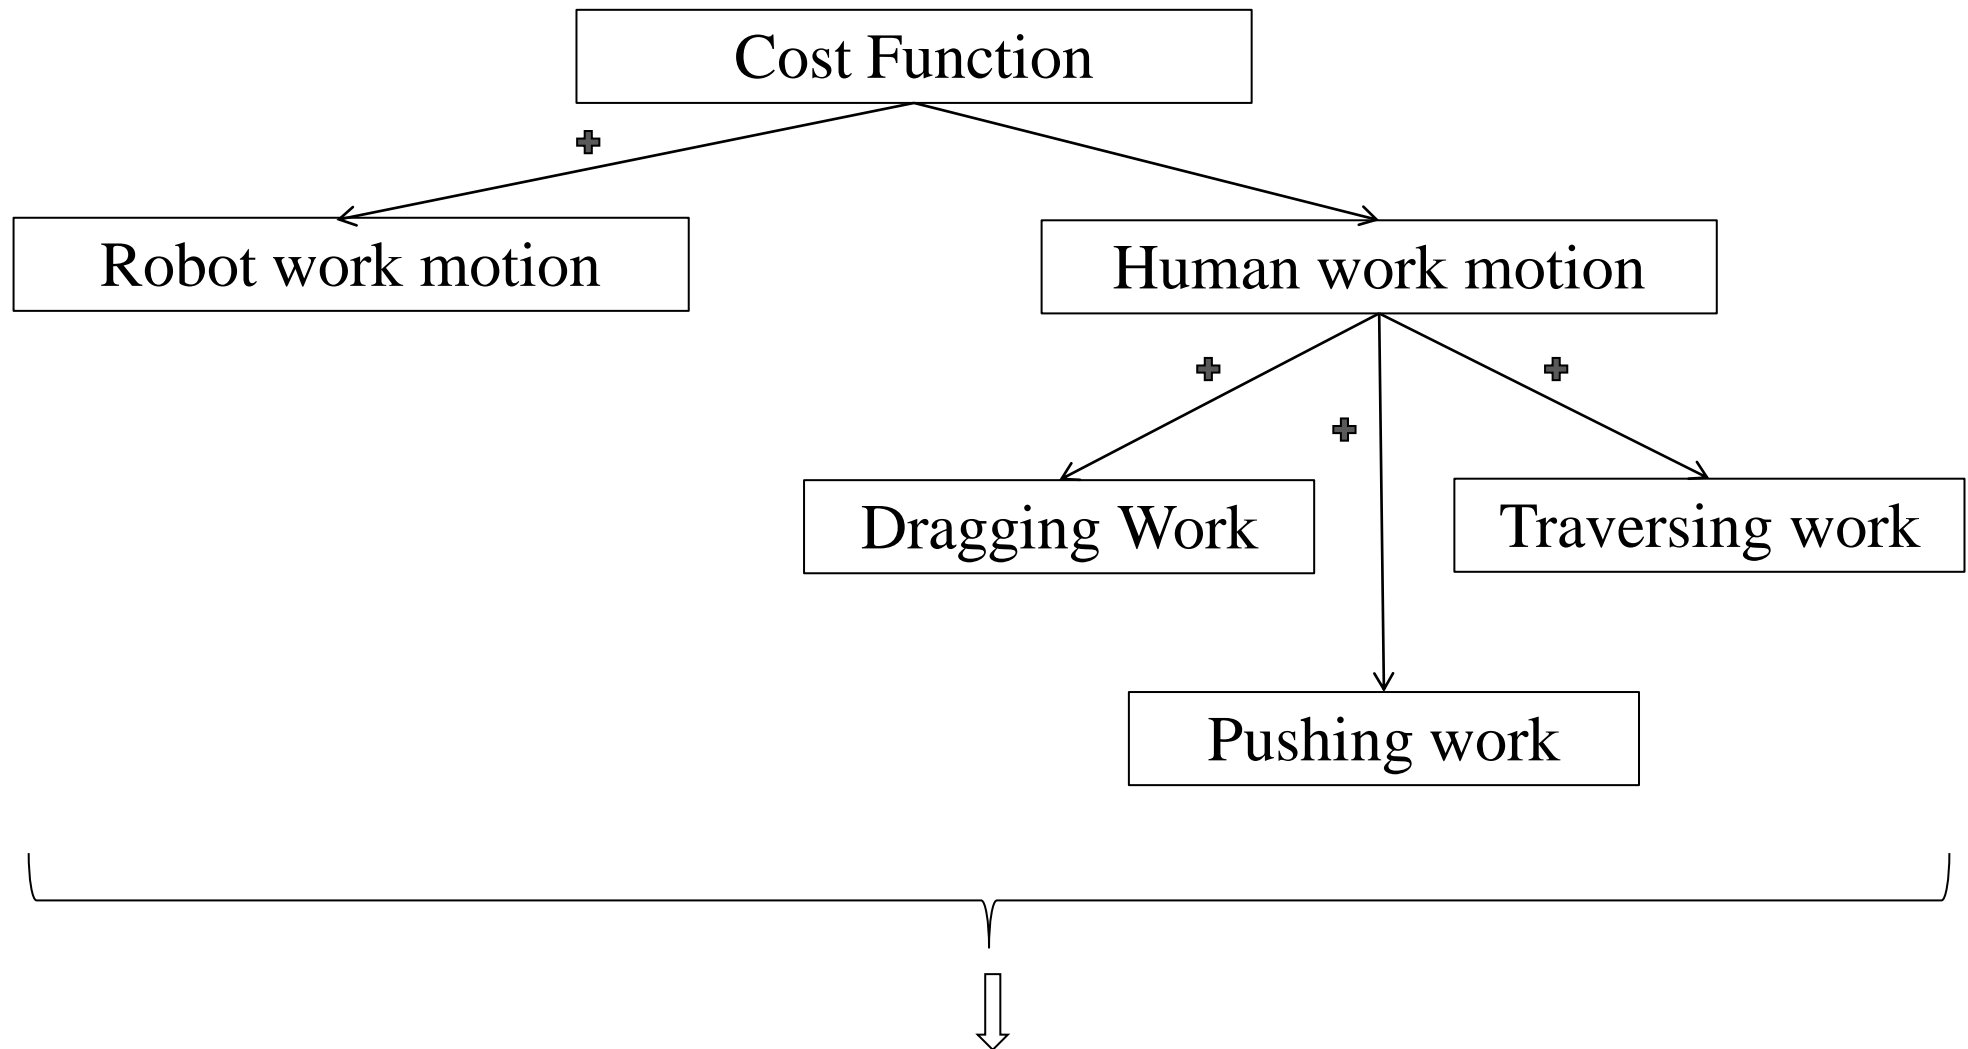 Cost Function
Robot work motion
Human work motion
Dragging Work
Traversing work
Pushing work